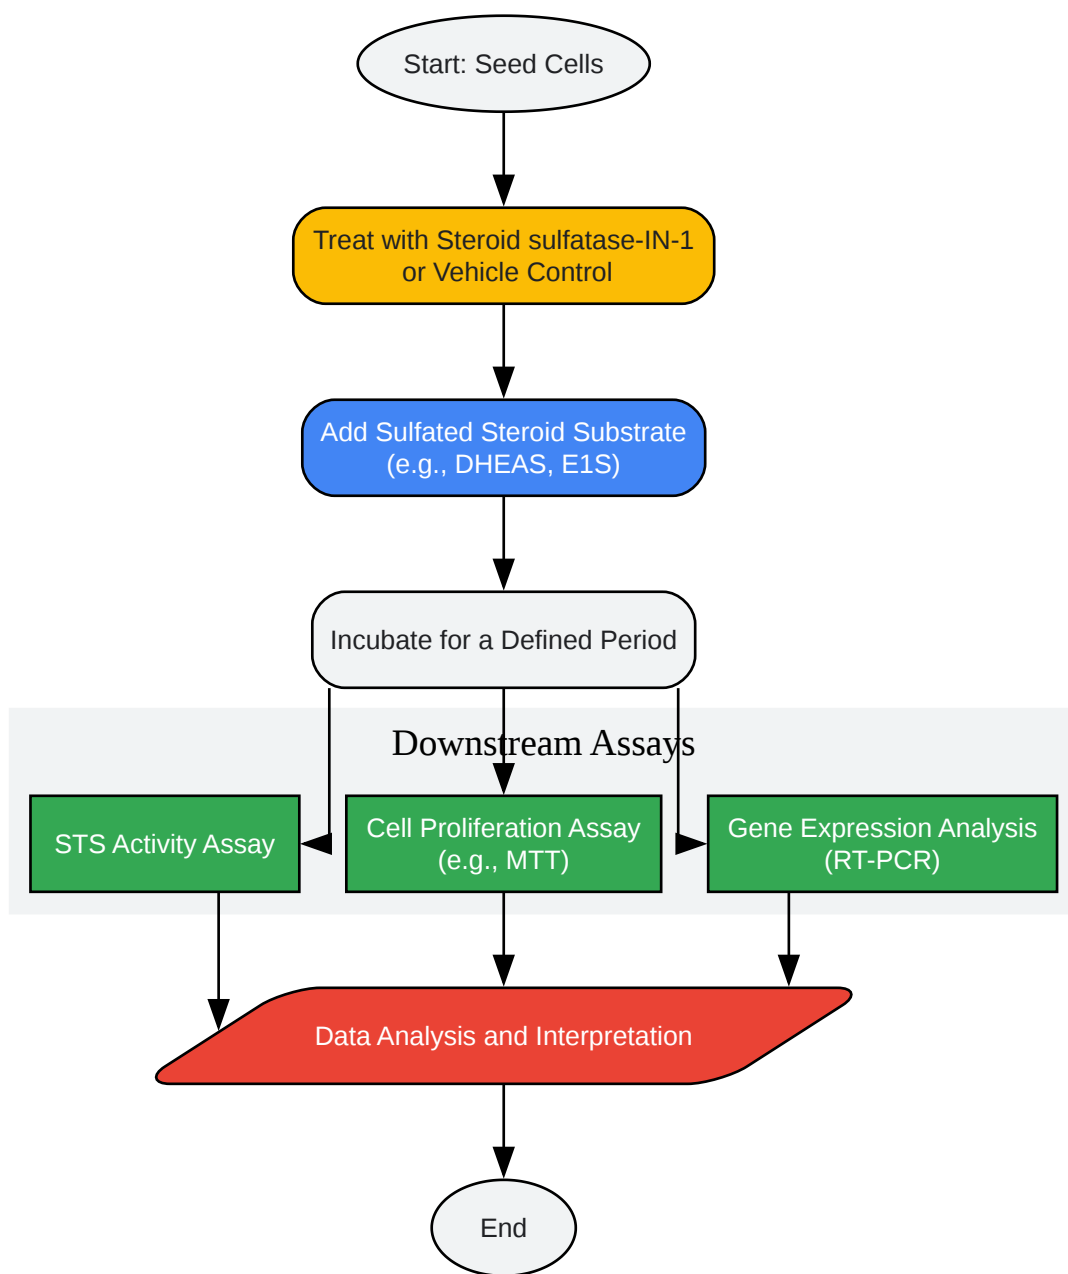 Start: Seed Cells
Treat with Steroid sulfatase-IN-1
or Vehicle Control
Add Sulfated Steroid Substrate
(e.g., DHEAS, E1S)
Incubate for a Defined Period
Downstream Assays
STS Activity Assay
Cell Proliferation Assay
(e.g., MTT)
Gene Expression Analysis
(RT-PCR)
Data Analysis and Interpretation
End